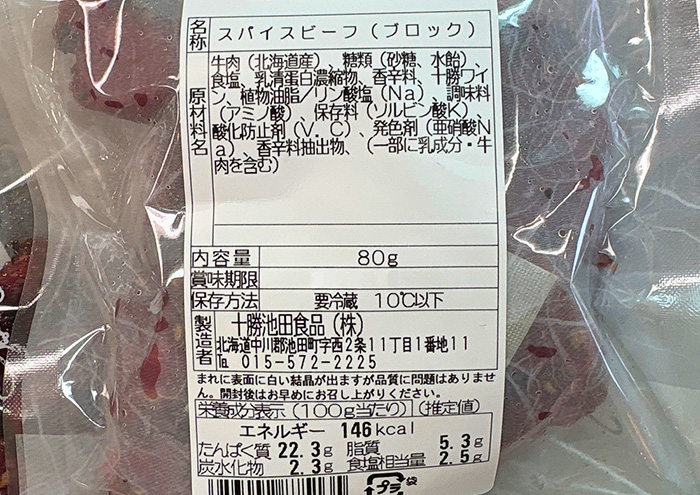 名称 スパイスビーフ(ブロック)
原材料名 牛肉(北海道産)、糖類(砂糖、水飴)、
食塩、乳清蛋白濃縮物、香辛料、十勝ワイ
ン、植物油脂/リン酸塩(Na)、調味料
(アミノ酸)、保存料(ソルビン酸K)、
酸化防止剤(V.C)、発色剤(亜硝酸N
a)、香辛料抽出物、(一部に乳成分・牛
肉を含む)
内容量 80g
賞味期限
保存方法 要冷蔵 10℃以下
製造者 十勝池田食品(株)
北海道中川郡池田町字西2条11丁目1番地11
℡ 015-572-2225
まれに表面に白い結晶が出ますが品質に問題はありませ
ん。開封後はお早めにお召し上がりください。
栄養成分表示(100g当たり)(推定値)
エネルギー 146kcal
たんぱく質 22.3g 脂質 5.3g
炭水化物 2.3g 食塩相当量 2.5g
プラ 袋